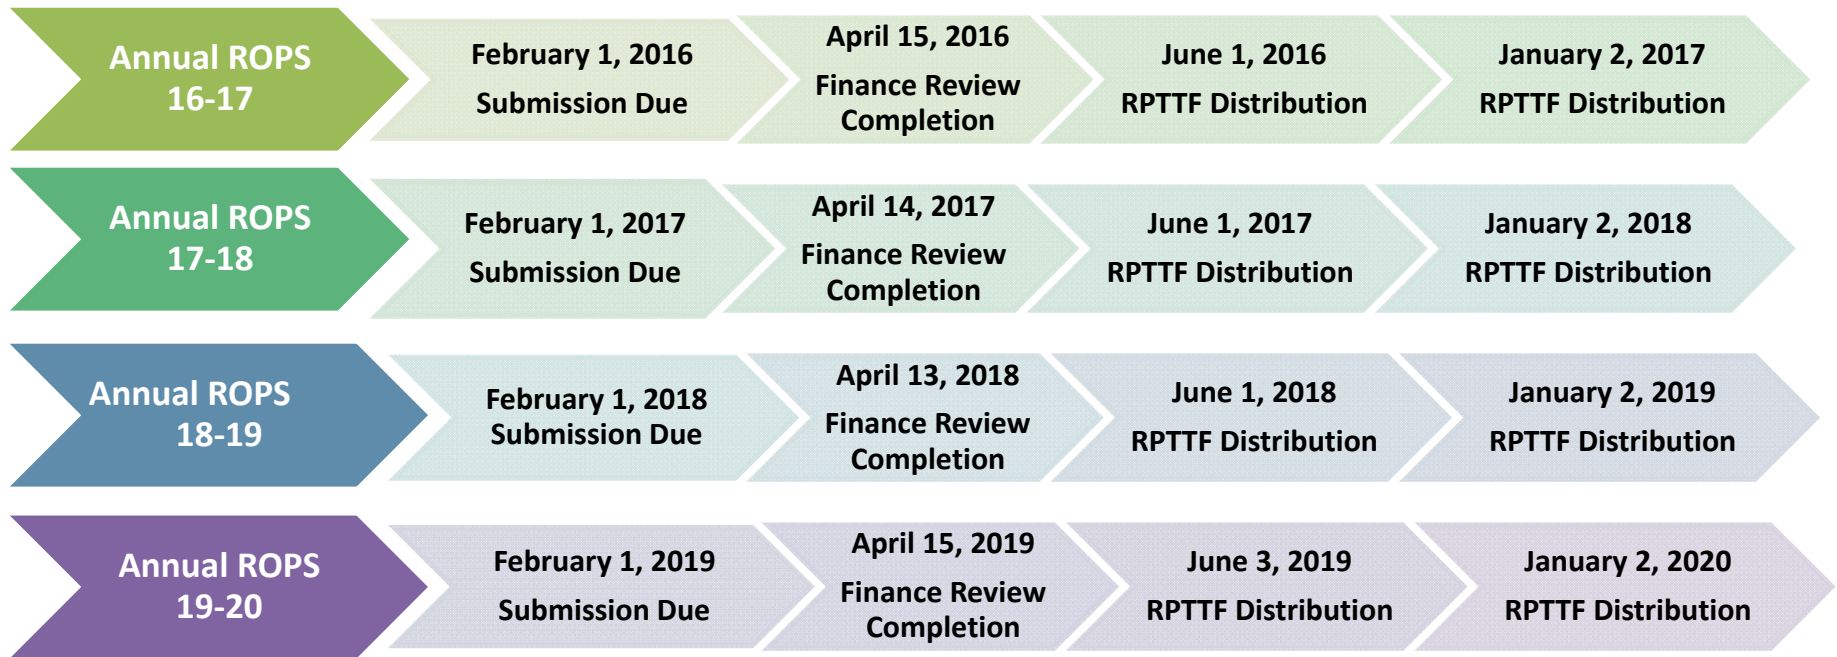 Annual ROPS
16-17
February 1, 2016
Submission Due
April 15, 2016
Finance Review
Completion
June 1, 2016
RPTTF Distribution
January 2, 2017
RPTTF Distribution
Annual ROPS
17-18
February 1, 2017
Submission Due
April 14, 2017
Finance Review
Completion
June 1, 2017
RPTTF Distribution
January 2, 2018
RPTTF Distribution
Annual ROPS
18-19
February 1, 2018
Submission Due
April 13, 2018
Finance Review
Completion
June 1, 2018
RPTTF Distribution
January 2, 2019
RPTTF Distribution
Annual ROPS
19-20
February 1, 2019
Submission Due
April 15, 2019
Finance Review
Completion
June 3, 2019
RPTTF Distribution
January 2, 2020
RPTTF Distribution